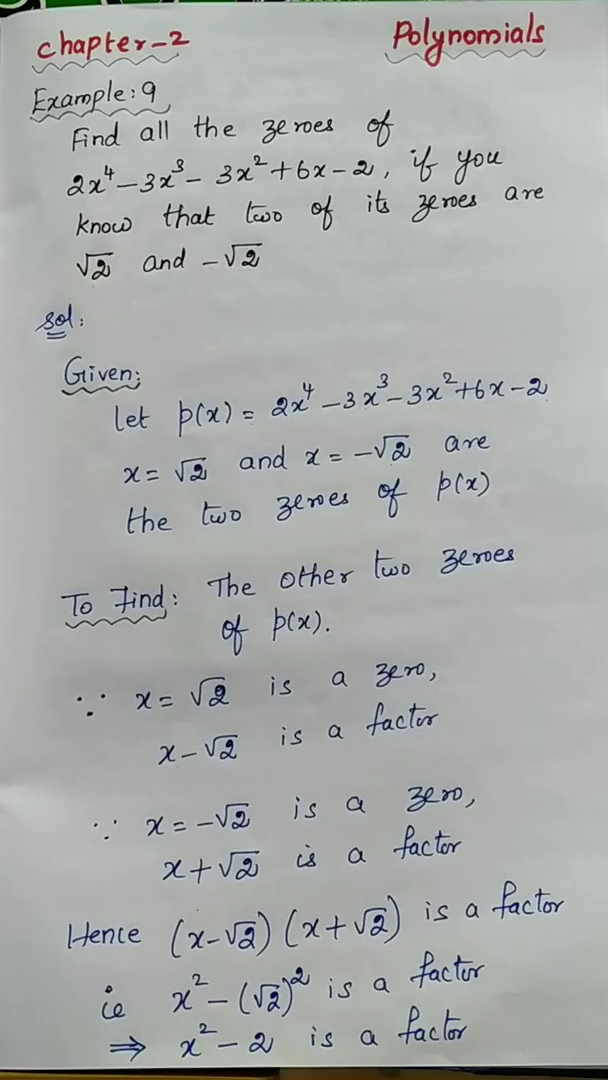 Chapter-2 Polynomials
Example: 9
Find all the zeroes of
2x⁴ - 3x³ - 3x² + 6x - 2, if you
know that two of its zeroes are
√2 and -√2
Sol:
Given:
Let p(x) = 2x⁴ - 3x³ - 3x² + 6x - 2
x = √2 and x = -√2 are
the two zeroes of p(x)
To Find: The other two zeroes
of p(x).
∵ x = √2 is a zero,
x - √2 is a factor
∵ x = -√2 is a zero,
x + √2 is a factor
Hence (x - √2) (x + √2) is a factor
ie x² - (√2)² is a factor
⇒ x² - 2 is a factor